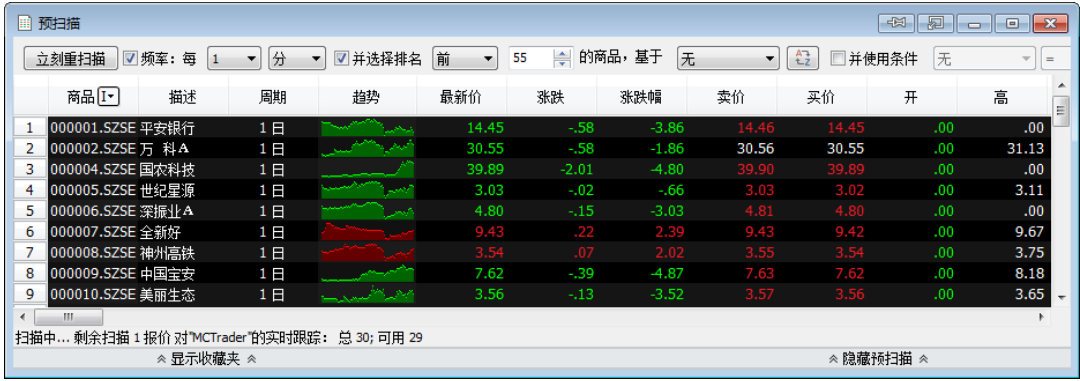 预扫描
立刻重扫描 频率：每 1 分 并选择排名 前 55 的商品，基于 无 并使用条件 无 =
商品 描述 周期 趋势 最新价 涨跌 涨跌幅 卖价 买价 开 高
1 000001.SZSE 平安银行 1 日 14.45 -.58 -3.86 14.46 14.45 .00 .00
2 000002.SZSE 万 科A 1 日 30.55 -.58 -1.86 30.56 30.55 .00 31.13
3 000004.SZSE 国农科技 1 日 39.89 -2.01 -4.80 39.90 39.89 .00 .00
4 000005.SZSE 世纪星源 1 日 3.03 -.02 -.66 3.03 3.02 .00 3.11
5 000006.SZSE 深振业A 1 日 4.80 -.15 -3.03 4.81 4.80 .00 .00
6 000007.SZSE 全新好 1 日 9.43 .22 2.39 9.43 9.42 .00 9.67
7 000008.SZSE 神州高铁 1 日 3.54 .07 2.02 3.55 3.54 .00 3.75
8 000009.SZSE 中国宝安 1 日 7.62 -.39 -4.87 7.63 7.62 .00 8.18
9 000010.SZSE 美丽生态 1 日 3.56 -.13 -3.52 3.57 3.56 .00 3.65
扫描中... 剩余扫描 1 报价 对"MCTrader"的实时跟踪： 总 30; 可用 29
显示收藏夹 隐藏预扫描